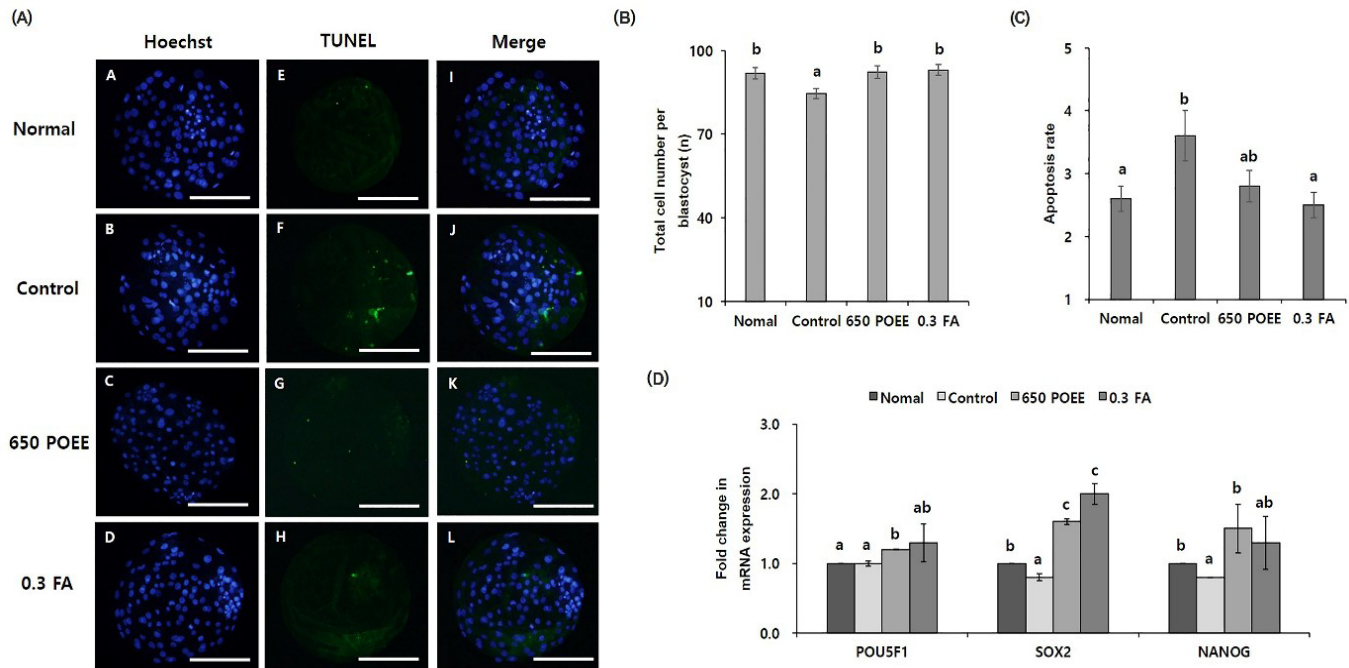 (A)
Hoechst TUNEL Merge
Normal
A E I
Control
B F J
650 POEE
C G K
0.3 FA
D H L
(B)
Total cell number per
blastocyst (n)
100
70
40
10
b a b b
Nomal Control 650 POEE 0.3 FA
(C)
Apoptosis rate
5
4
3
2
1
a b ab a
Nomal Control 650 POEE 0.3 FA
(D)
Nomal Control 650 POEE 0.3 FA
Fold change in
mRNA expression
3.0
2.0
1.0
0.0
a a b ab b a c c b a b ab
POU5F1 SOX2 NANOG